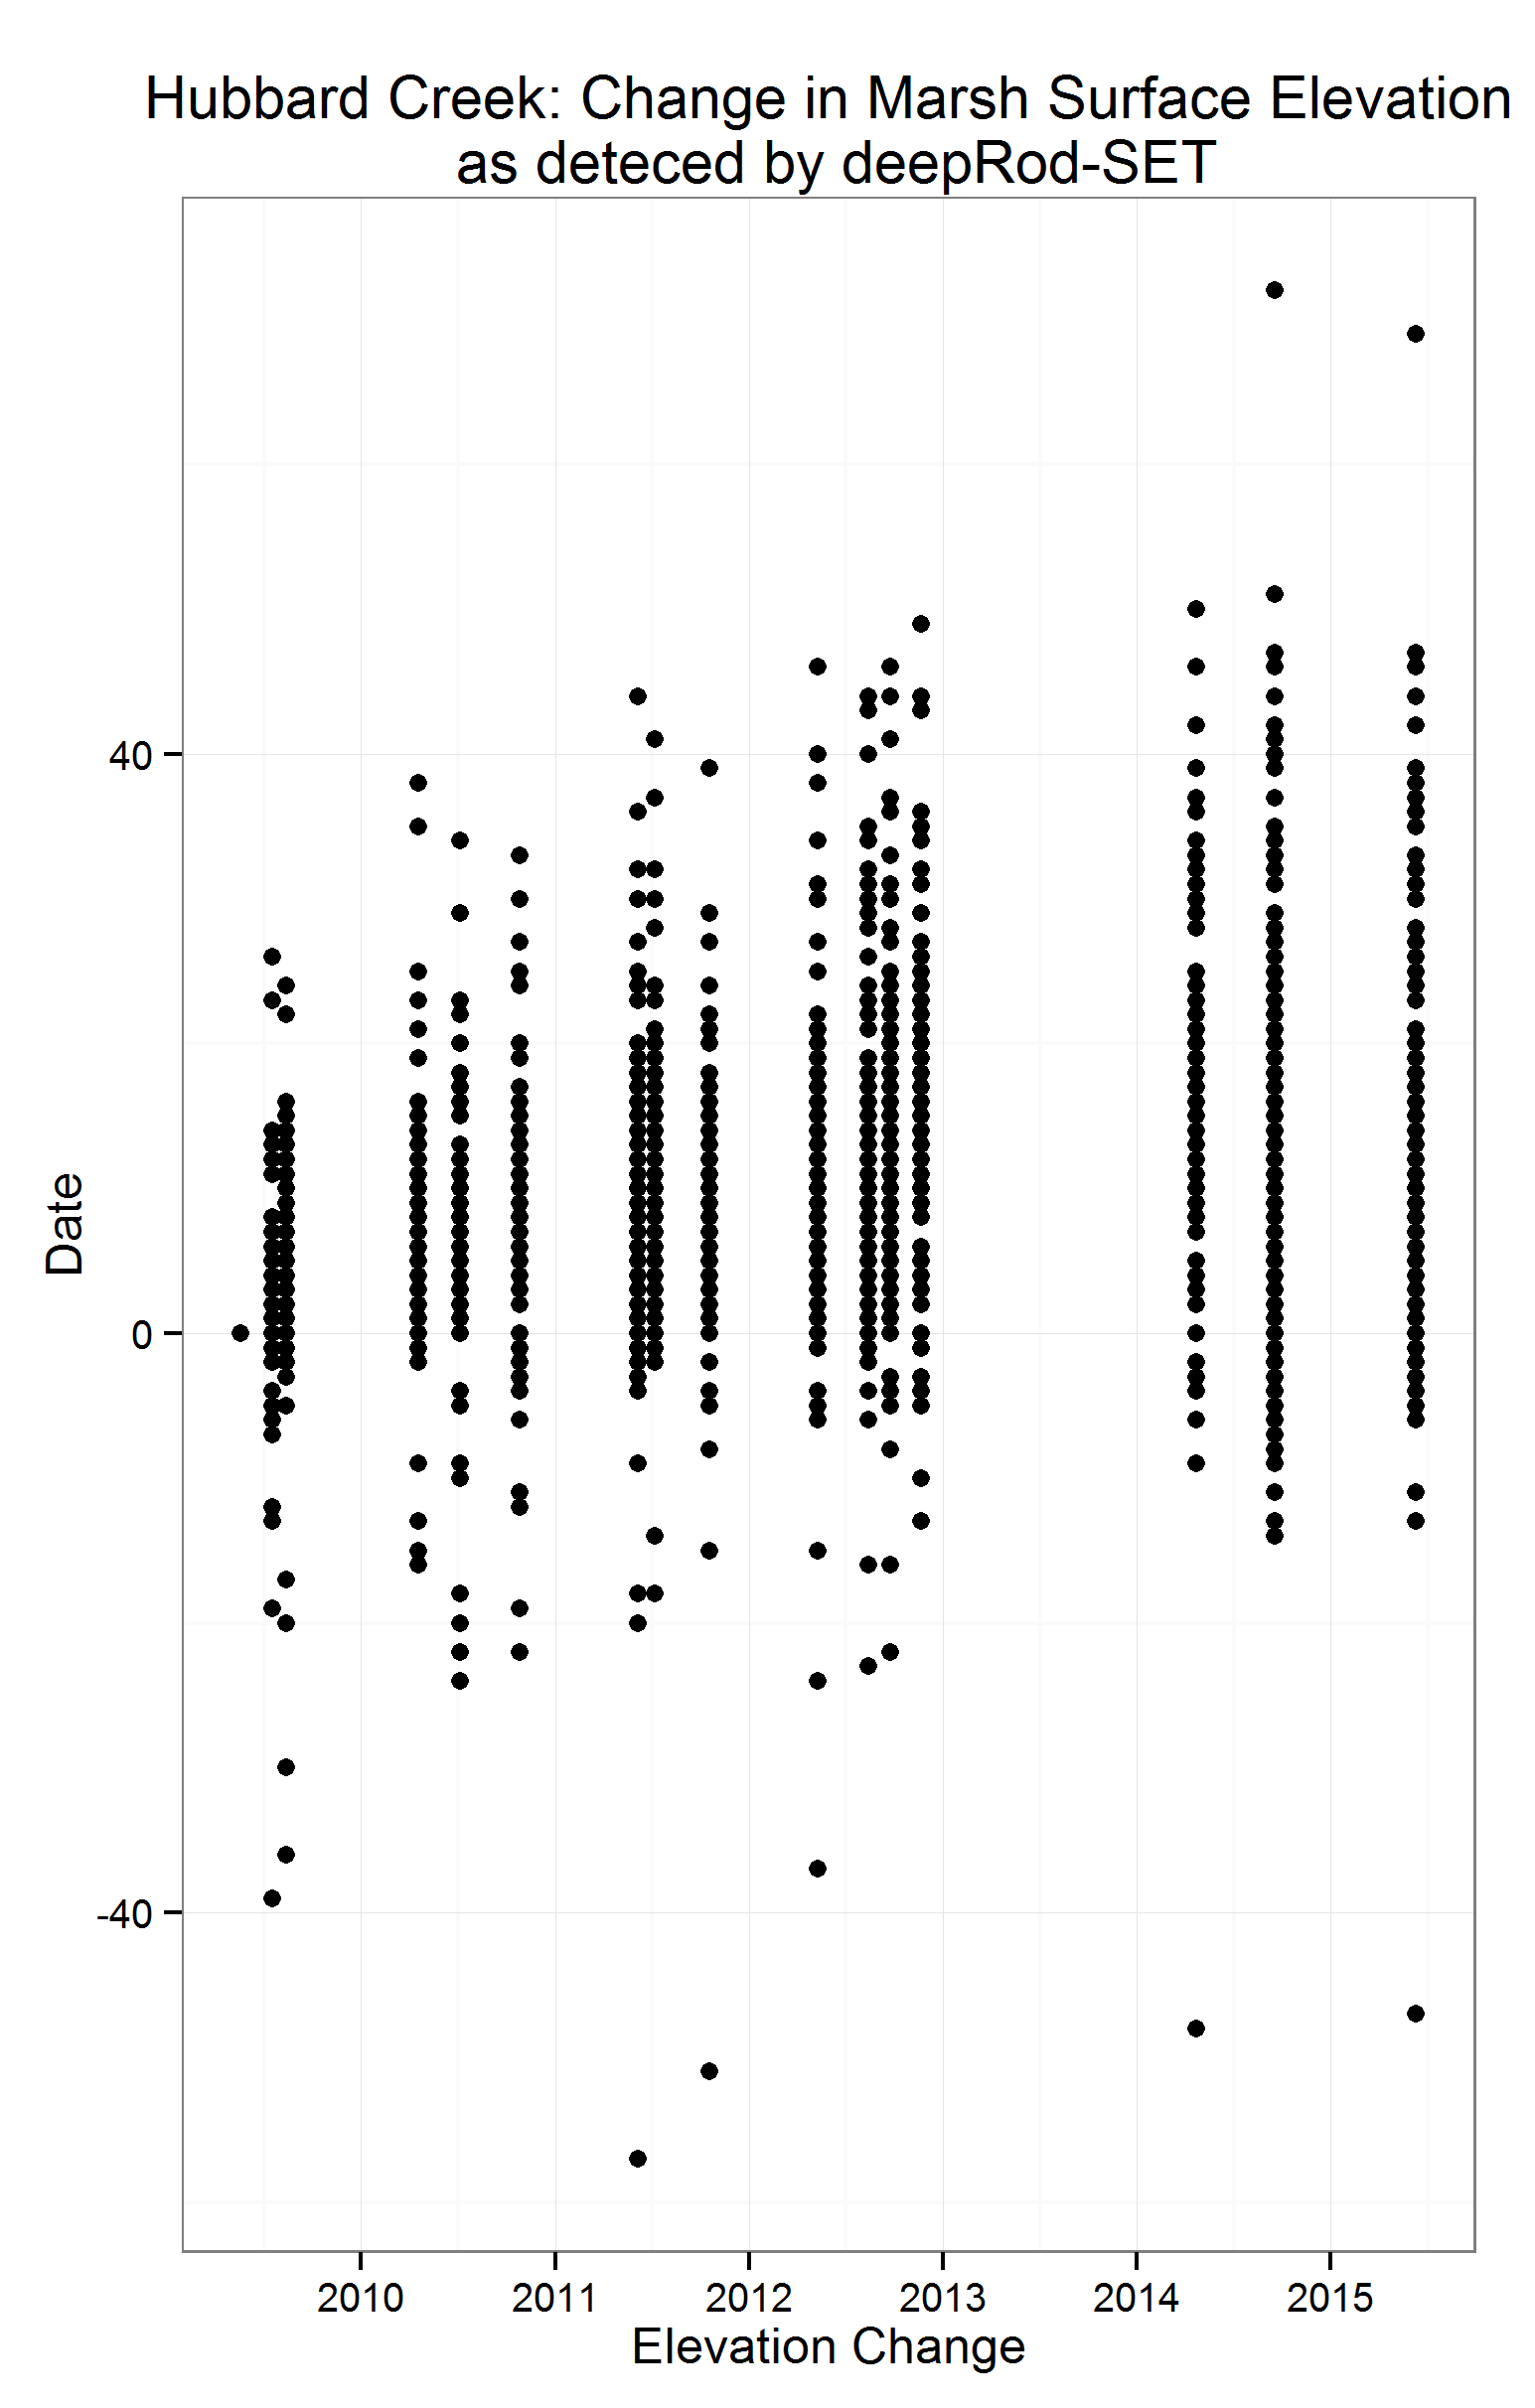 Hubbard Creek: Change in Marsh Surface Elevation
as deteced by deepRod-SET
Date
40
0
-40
2010 2011 2012 2013 2014 2015
Elevation Change